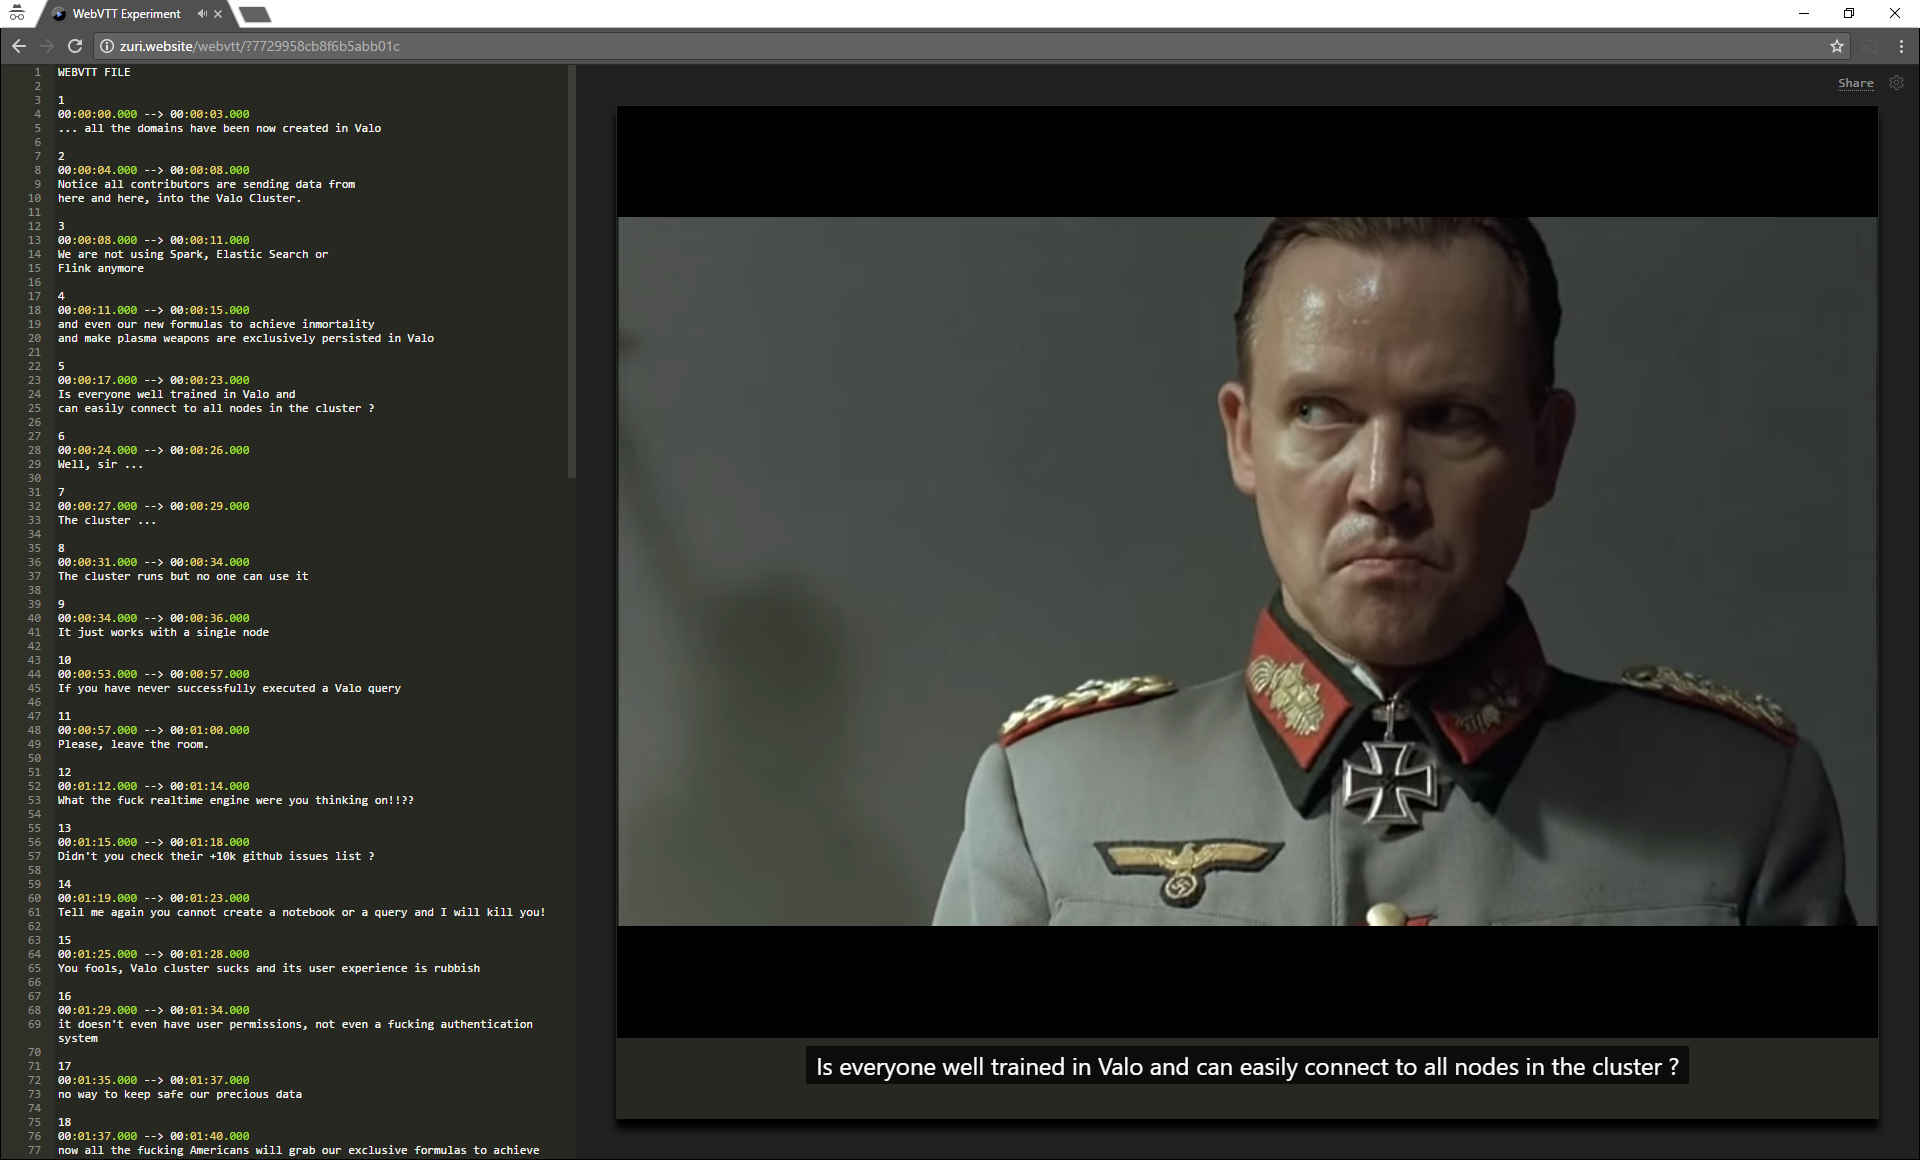 WebVTT Experiment
zuri.website/webvtt/?7729958cb8f6b5abb01c
Share
1 WEBVTT FILE
2
3 1
4 00:00:00.000 --> 00:00:03.000
5 ... all the domains have been now created in Valo
6
7 2
8 00:00:04.000 --> 00:00:08.000
9 Notice all contributors are sending data from
10 here and here, into the Valo Cluster.
11
12 3
13 00:00:08.000 --> 00:00:11.000
14 We are not using Spark, Elastic Search or
15 Flink anymore
16
17 4
18 00:00:11.000 --> 00:00:15.000
19 and even our new formulas to achieve inmortality
20 and make plasma weapons are exclusively persisted in Valo
21
22 5
23 00:00:17.000 --> 00:00:23.000
24 Is everyone well trained in Valo and
25 can easily connect to all nodes in the cluster ?
26
27 6
28 00:00:24.000 --> 00:00:26.000
29 Well, sir ...
30
31 7
32 00:00:27.000 --> 00:00:29.000
33 The cluster ...
34
35 8
36 00:00:31.000 --> 00:00:34.000
37 The cluster runs but no one can use it
38
39 9
40 00:00:34.000 --> 00:00:36.000
41 It just works with a single node
42
43 10
44 00:00:53.000 --> 00:00:57.000
45 If you have never successfully executed a Valo query
46
47 11
48 00:00:57.000 --> 00:01:00.000
49 Please, leave the room.
50
51 12
52 00:01:12.000 --> 00:01:14.000
53 What the fuck realtime engine were you thinking on!!??
54
55 13
56 00:01:15.000 --> 00:01:18.000
57 Didn't you check their +10k github issues list ?
58
59 14
60 00:01:19.000 --> 00:01:23.000
61 Tell me again you cannot create a notebook or a query and I will kill you!
62
63 15
64 00:01:25.000 --> 00:01:28.000
65 You fools, Valo cluster sucks and its user experience is rubbish
66
67 16
68 00:01:29.000 --> 00:01:34.000
69 it doesn't even have user permissions, not even a fucking authentication
system
70
71 17
72 00:01:35.000 --> 00:01:37.000
73 no way to keep safe our precious data
74
75 18
76 00:01:37.000 --> 00:01:40.000
77 now all the fucking Americans will grab our exclusive formulas to achieve
Is everyone well trained in Valo and can easily connect to all nodes in the cluster ?